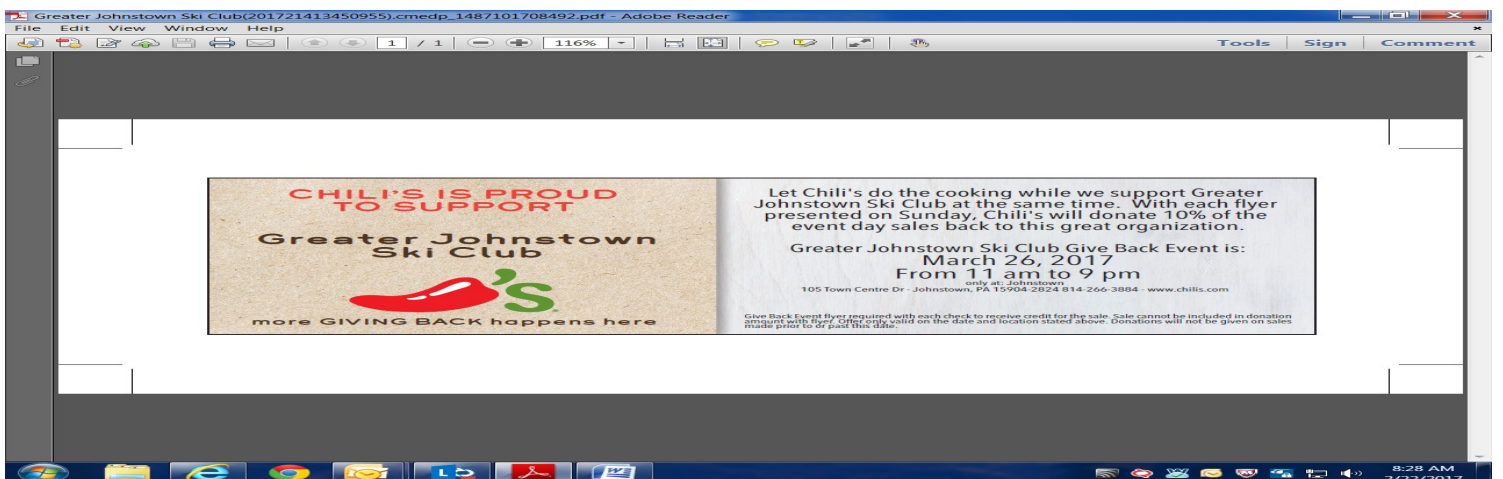 Greater Johnstown Ski Club(201721413450955).cmedp_1487101708492.pdf - Adobe Reader
File Edit View Window Help
1 / 1 116% Tools Sign Comment
CHILI'S IS PROUD
TO SUPPORT
Greater Johnstown
Ski Club
'S
more GIVING BACK happens here
Let Chili's do the cooking while we support Greater
Johnstown Ski Club at the same time. With each flyer
presented on Sunday, Chili's will donate 10% of the
event day sales back to this great organization.
Greater Johnstown Ski Club Give Back Event is:
March 26, 2017
From 11 am to 9 pm
only at: Johnstown
105 Town Centre Dr - Johnstown, PA 15904-2824 814-266-3884 - www.chilis.com
Give Back Event flyer required with each check to receive credit for the sale. Sale cannot be included in donation
amount with flyer. Offer only valid on the date and location stated above. Donations will not be given on sales
made prior to or past this date.
8:28 AM